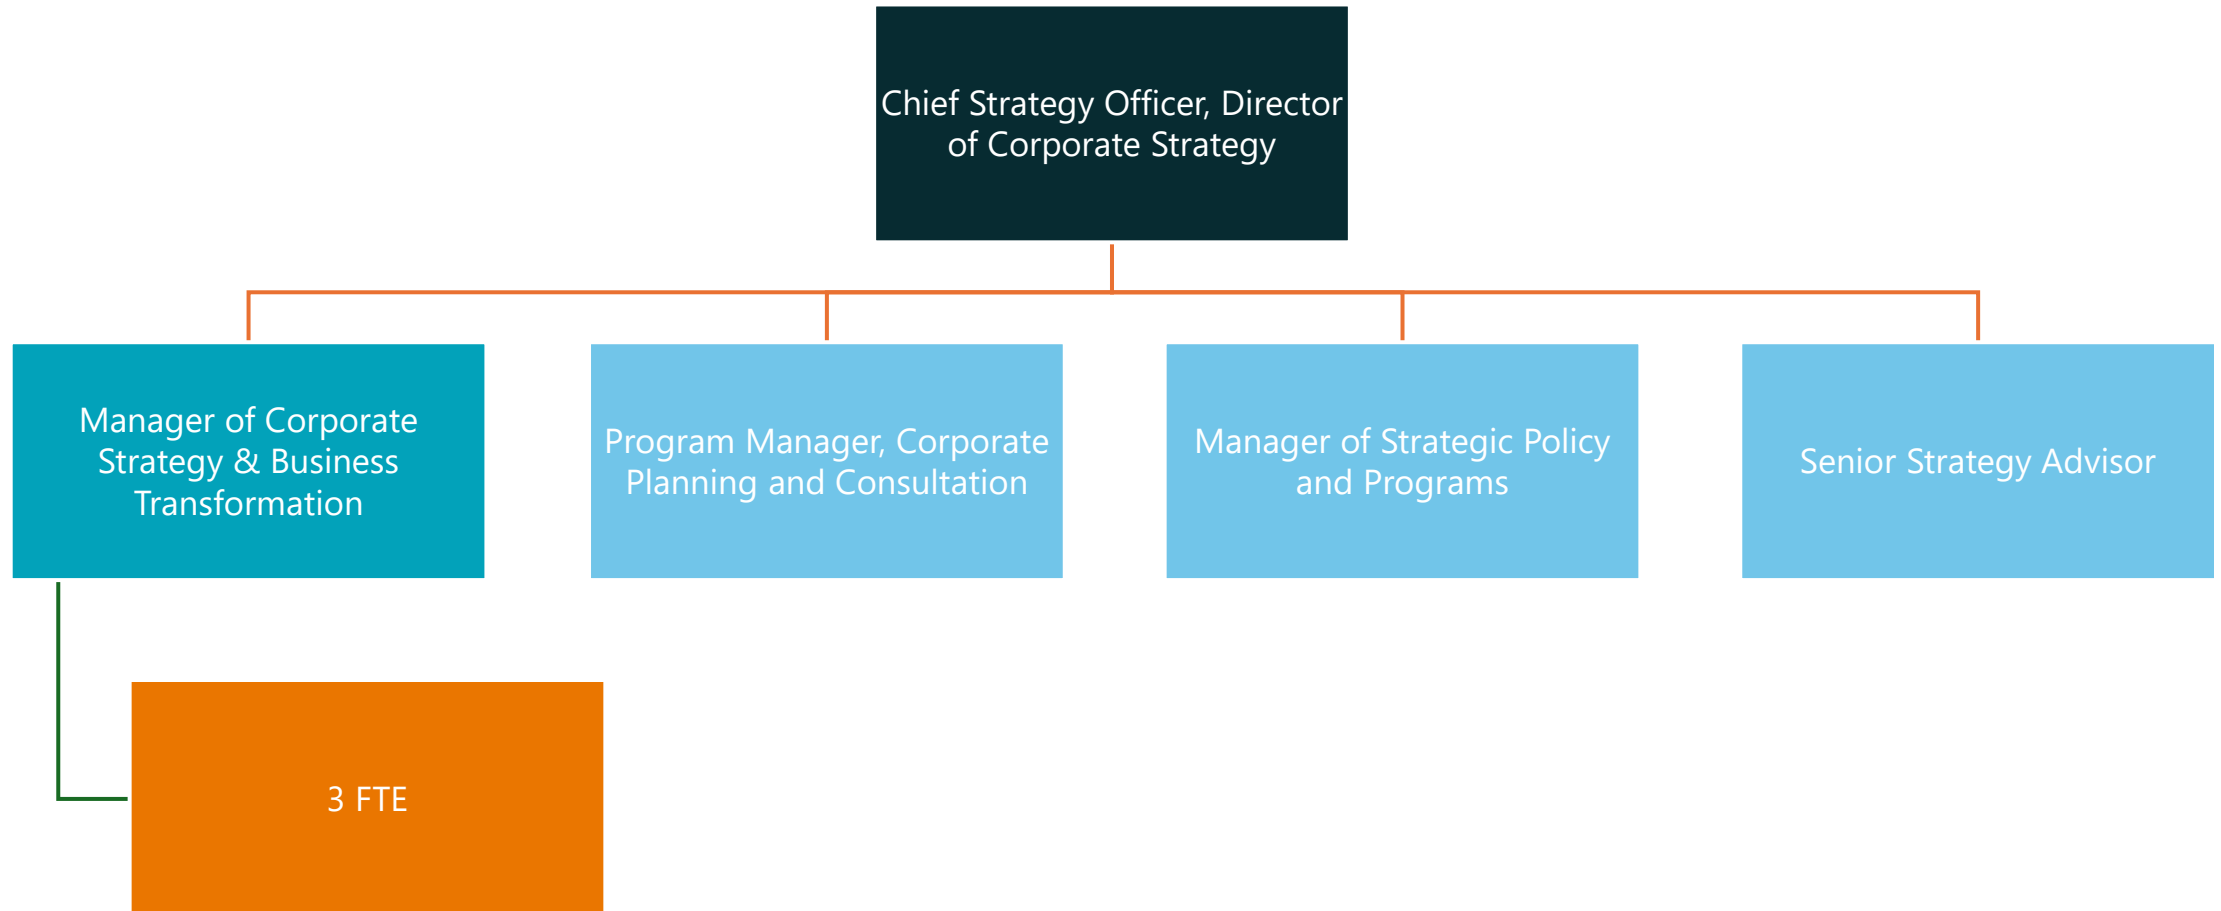 Chief Strategy Officer, Director
of Corporate Strategy
Manager of Corporate
Strategy & Business
Transformation
Program Manager, Corporate
Planning and Consultation
Manager of Strategic Policy
and Programs
Senior Strategy Advisor
3 FTE